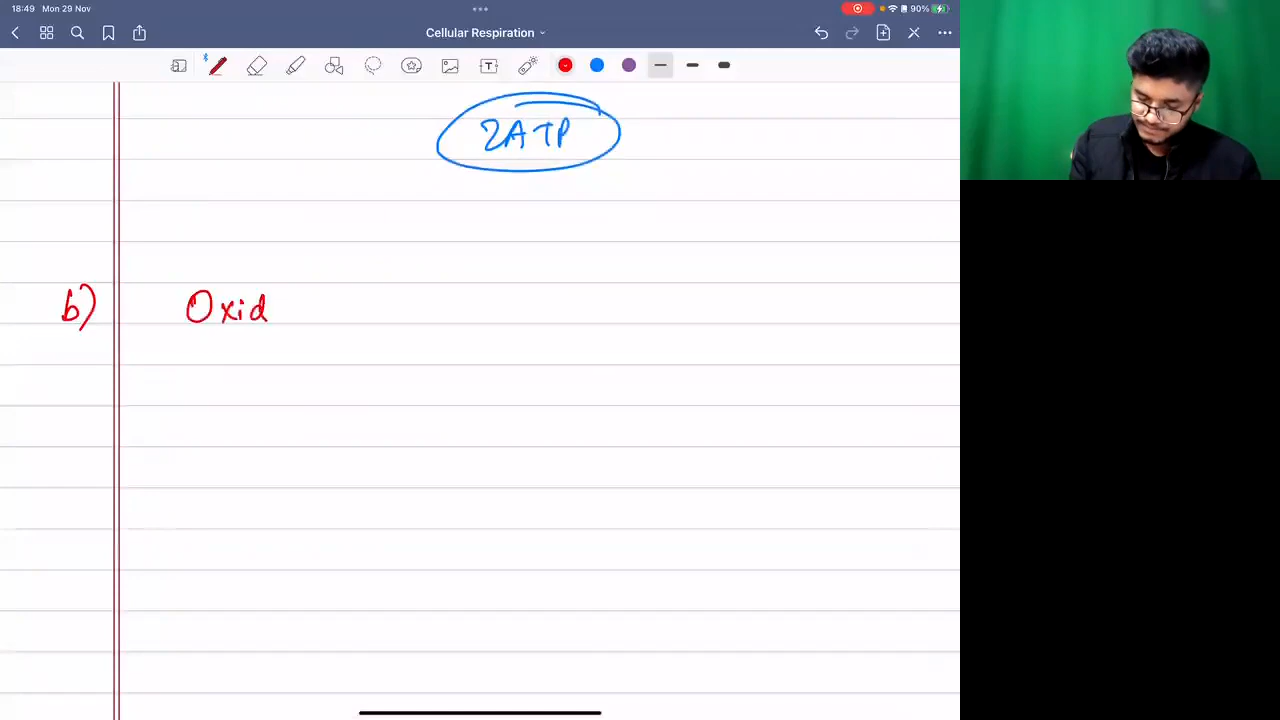 18:49 Mon 29 Nov
90%
Cellular Respiration
T
2ATP
b) Oxid